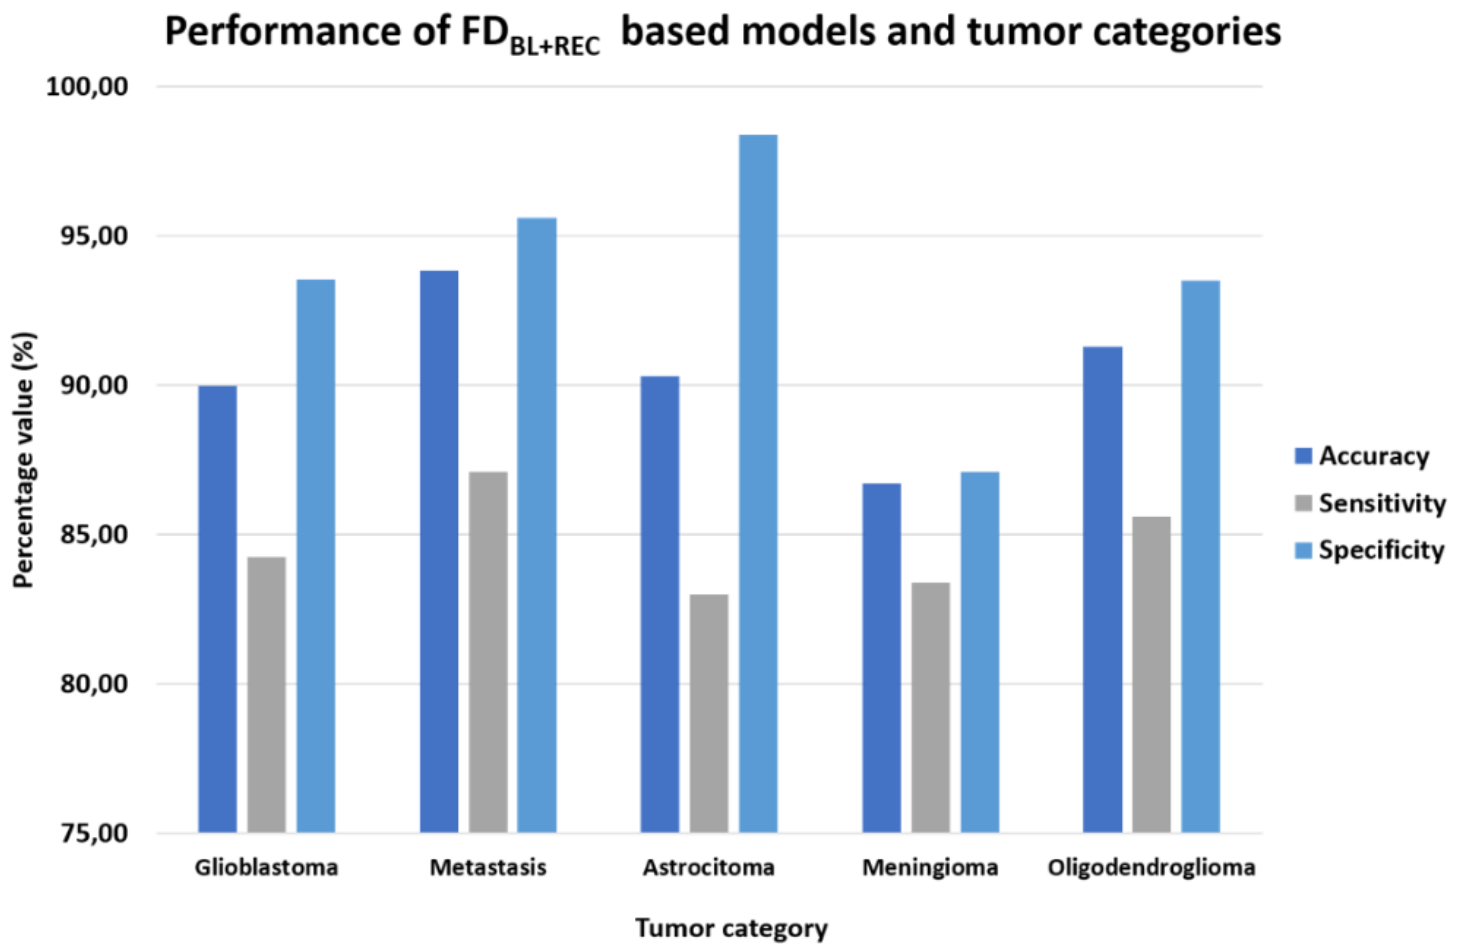 Performance of FDBL+REC based models and tumor categories
100,00
95,00
90,00
85,00
80,00
75,00
Percentage value (%)
Glioblastoma
Metastasis
Astrocitoma
Meningioma
Oligodendroglioma
Tumor category
Accuracy
Sensitivity
Specificity